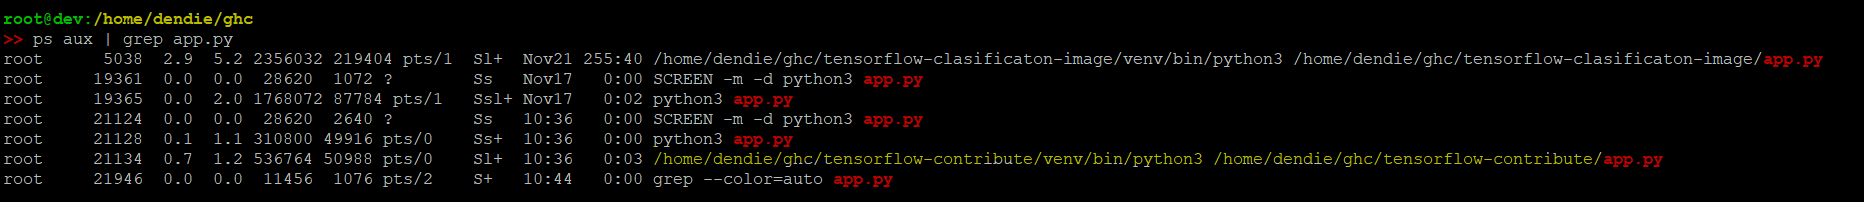 root@dev:/home/dendie/ghc
>> ps aux | grep app.py
root      5038  2.9  5.2 2356032 219404 pts/1  Sl+  Nov21 255:40 /home/dendie/ghc/tensorflow-clasificaton-image/venv/bin/python3 /home/dendie/ghc/tensorflow-clasificaton-image/app.py
root     19361  0.0  0.0  28620  1072 ?        Ss   Nov17   0:00 SCREEN -m -d python3 app.py
root     19365  0.0  2.0 1768072 87784 pts/1   Ssl+ Nov17   0:02 python3 app.py
root     21124  0.0  0.0  28620  2640 ?        Ss   10:36   0:00 SCREEN -m -d python3 app.py
root     21128  0.1  1.1 310800 49916 pts/0    Ss+  10:36   0:00 python3 app.py
root     21134  0.7  1.2 536764 50988 pts/0    Sl+  10:36   0:03 /home/dendie/ghc/tensorflow-contribute/venv/bin/python3 /home/dendie/ghc/tensorflow-contribute/app.py
root     21946  0.0  0.0  11456  1076 pts/2    S+   10:44   0:00 grep --color=auto app.py